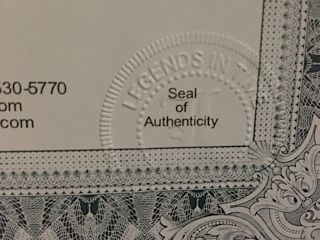 530-5770
om
.com
LEGENDS IN
Seal
of
Authenticity